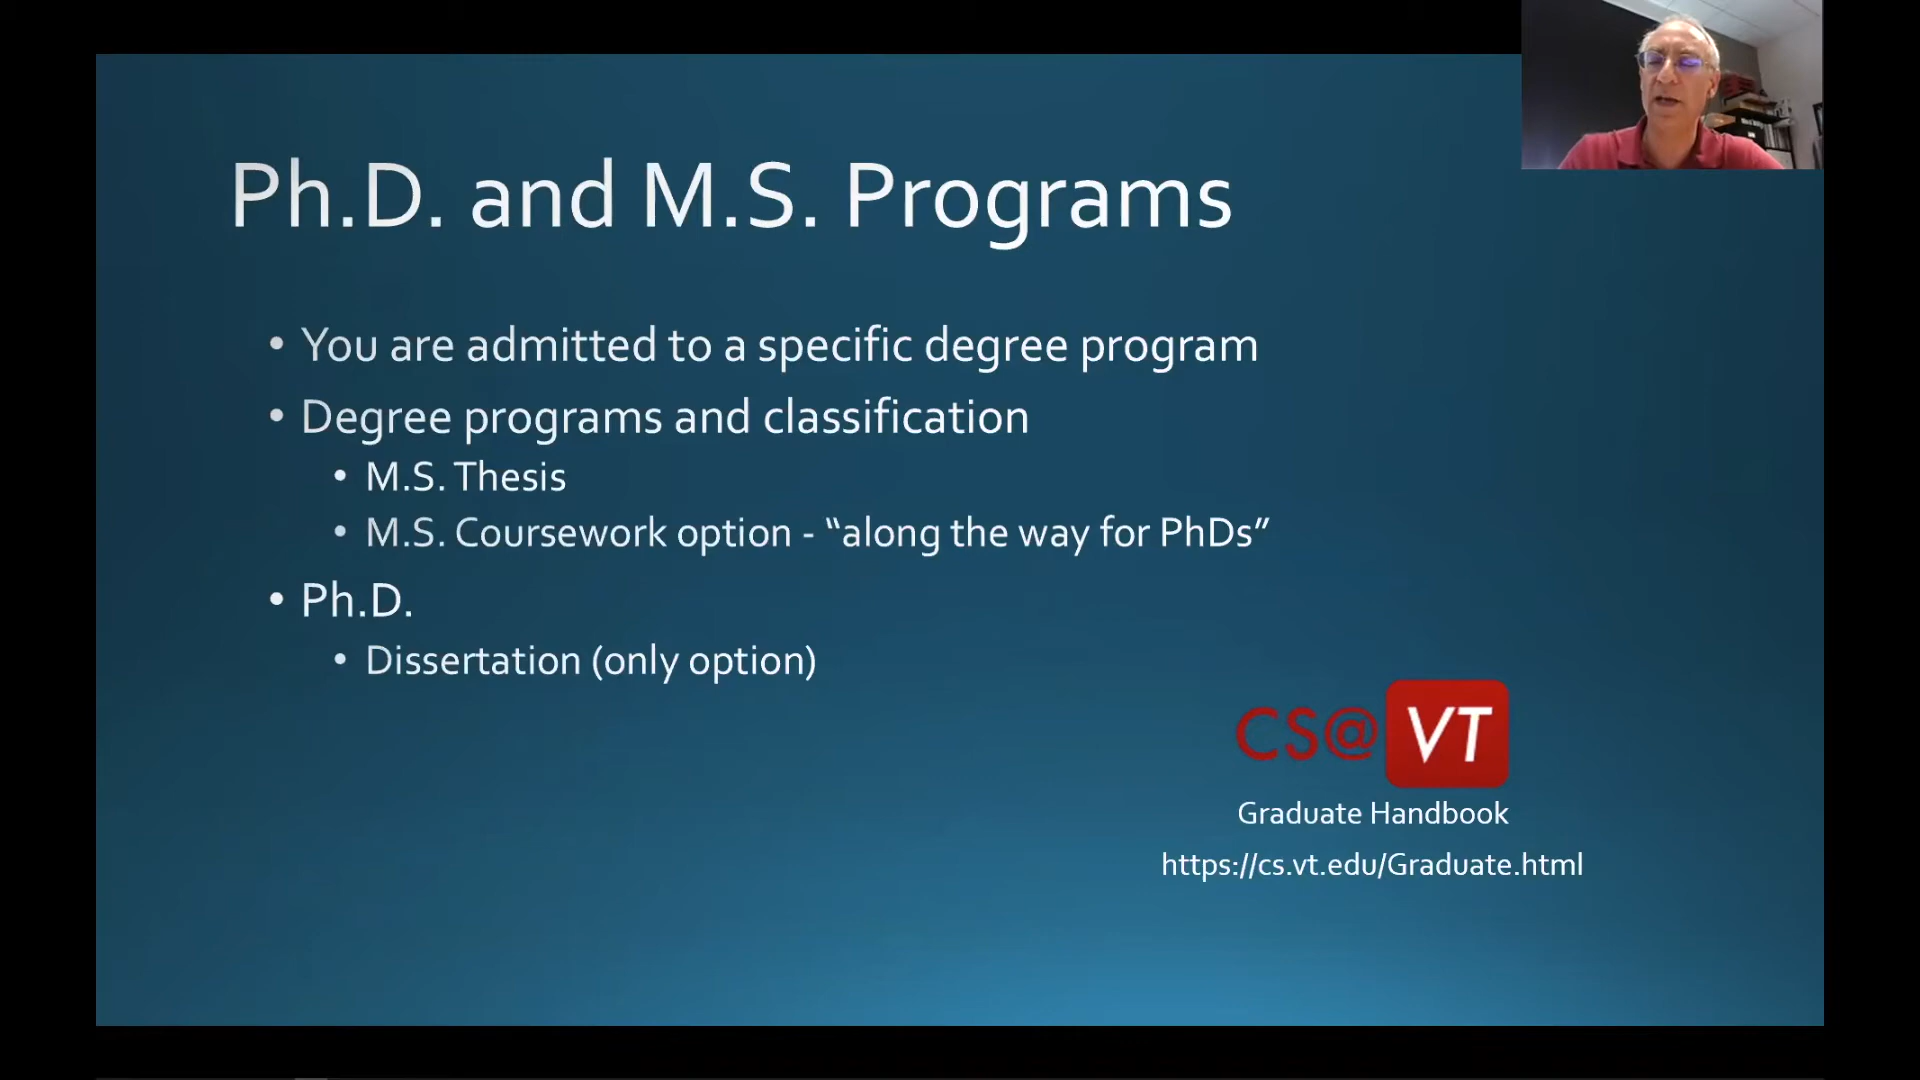 Ph.D. and M.S. Programs
• You are admitted to a specific degree program
• Degree programs and classification
• M.S. Thesis
• M.S. Coursework option - “along the way for PhDs”
• Ph.D.
• Dissertation (only option)
CS@VT
Graduate Handbook
https://cs.vt.edu/Graduate.html